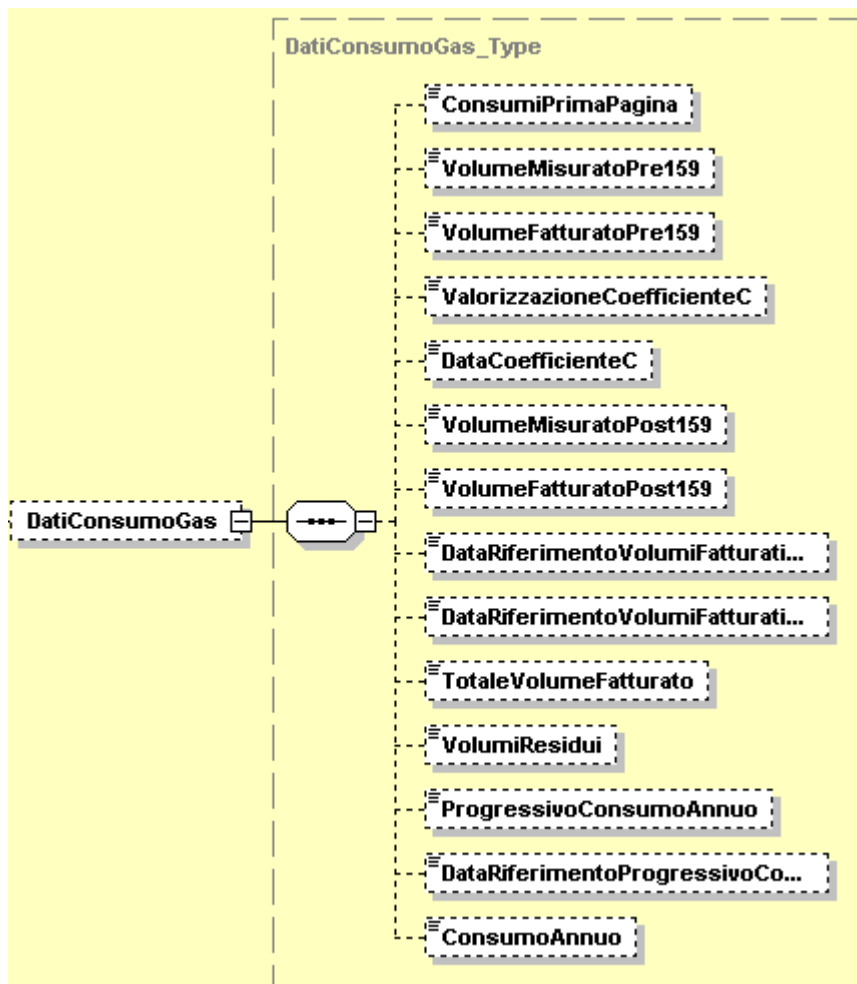 DatiConsumoGas_Type
ConsumiPrimaPagina
VolumeMisuratoPre159
VolumeFatturatoPre159
ValorizzazioneCoefficienteC
DataCoefficienteC
VolumeMisuratoPost159
VolumeFatturatoPost159
DatiConsumoGas
DataRiferimentoVolumiFatturati...
DataRiferimentoVolumiFatturati...
TotaleVolumeFatturato
VolumiResidui
ProgressivoConsumoAnnuo
DataRiferimentoProgressivoCo...
ConsumoAnnuo